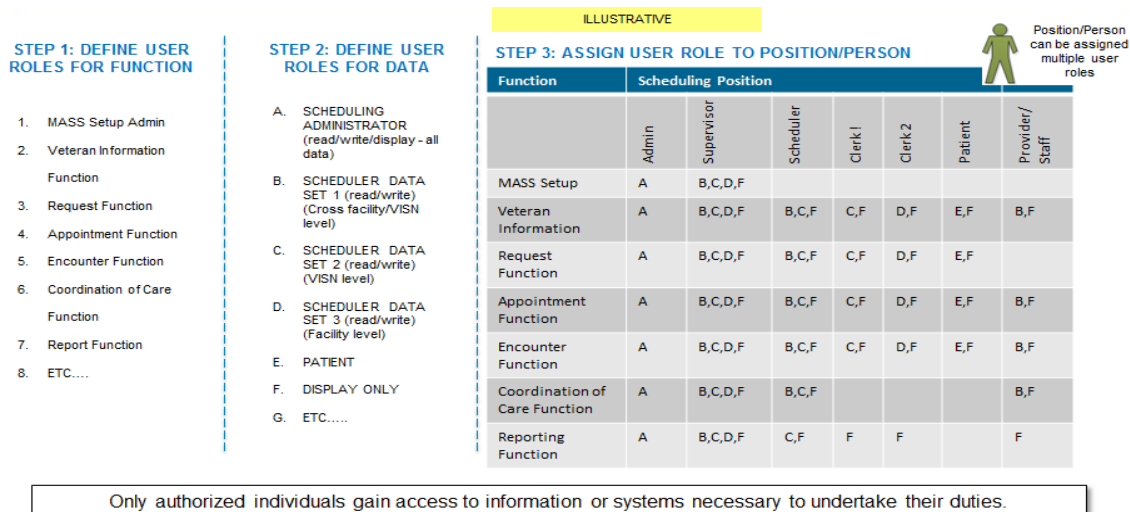 ILLUSTRATIVE
Position/Person
can be assigned
multiple user
roles
STEP 1: DEFINE USER
ROLES FOR FUNCTION
1. MASS Setup Admin
2. Veteran Information
Function
3. Request Function
4. Appointment Function
5. Encounter Function
6. Coordination of Care
Function
7. Report Function
8. ETC....
STEP 2: DEFINE USER
ROLES FOR DATA
A. SCHEDULING
ADMINISTRATOR
(read/write/display - all
data)
B. SCHEDULER DATA
SET 1 (read/write)
(Cross facility/VISN
level)
C. SCHEDULER DATA
SET 2 (read/write)
(VISN level)
D. SCHEDULER DATA
SET 3 (read/write)
(Facility level)
E. PATIENT
F. DISPLAY ONLY
G. ETC.....
STEP 3: ASSIGN USER ROLE TO POSITION/PERSON
Function Scheduling Position
Admin Supervisor Scheduler Clerk I Clerk 2 Patient Provider/
Staff
MASS Setup A B,C,D,F
Veteran A B,C,D,F B,C,F C,F D,F E,F B,F
Information
Request A B,C,D,F B,C,F C,F D,F E,F
Function
Appointment A B,C,D,F B,C,F C,F D,F E,F B,F
Function
Encounter A B,C,D,F B,C,F C,F D,F E,F B,F
Function
Coordination of A B,C,D,F B,C,F B,F
Care Function
Reporting A B,C,D,F C,F F F F
Function
Only authorized individuals gain access to information or systems necessary to undertake their duties.